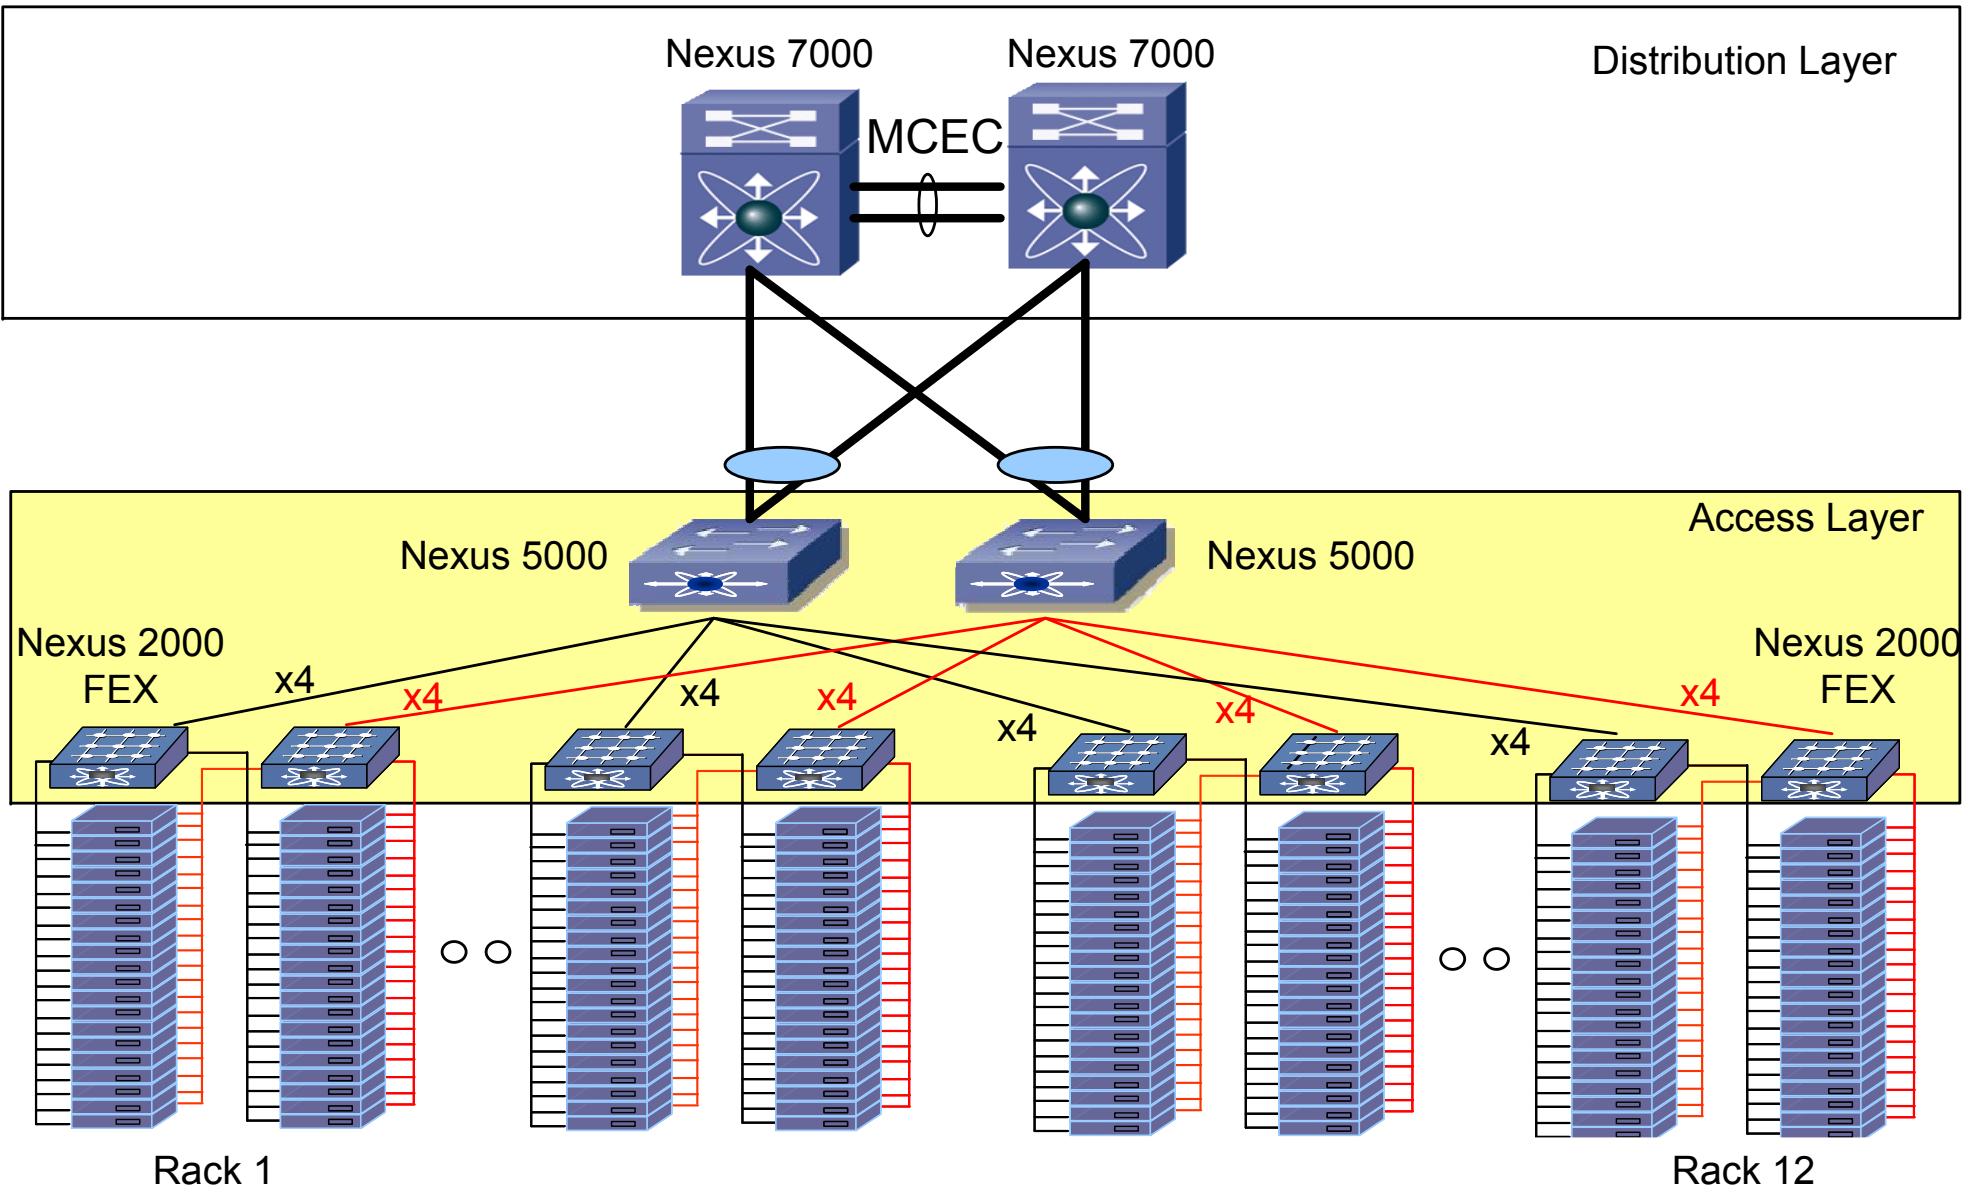 Nexus 7000
Nexus 7000
Distribution Layer
MCEC
Access Layer
Nexus 5000
Nexus 5000
Nexus 2000
FEX
Nexus 2000
FEX
x4
x4
x4
x4
x4
x4
x4
x4
Rack 1
Rack 12